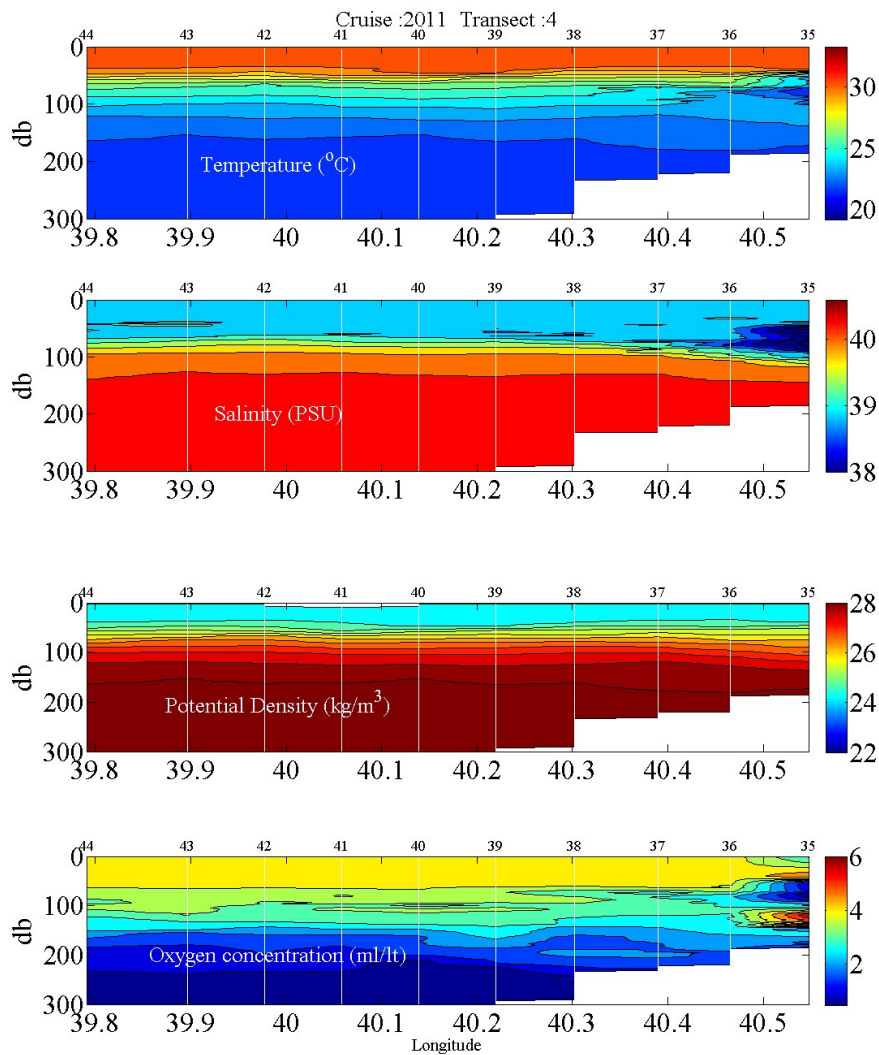 Cruise :2011 Transect :4
44 43 42 41 40 39 38 37 36 35
0
100
200
300
db
Temperature (°C)
30
25
20
39.8 39.9 40 40.1 40.2 40.3 40.4 40.5
44 43 42 41 40 39 38 37 36 35
0
100
200
300
db
Salinity (PSU)
40
39
38
39.8 39.9 40 40.1 40.2 40.3 40.4 40.5
44 43 42 41 40 39 38 37 36 35
0
100
200
300
db
Potential Density (kg/m³)
28
26
24
22
39.8 39.9 40 40.1 40.2 40.3 40.4 40.5
44 43 42 41 40 39 38 37 36 35
0
100
200
300
db
Oxygen concentration (ml/lt)
6
4
2
39.8 39.9 40 40.1 40.2 40.3 40.4 40.5
Longitude